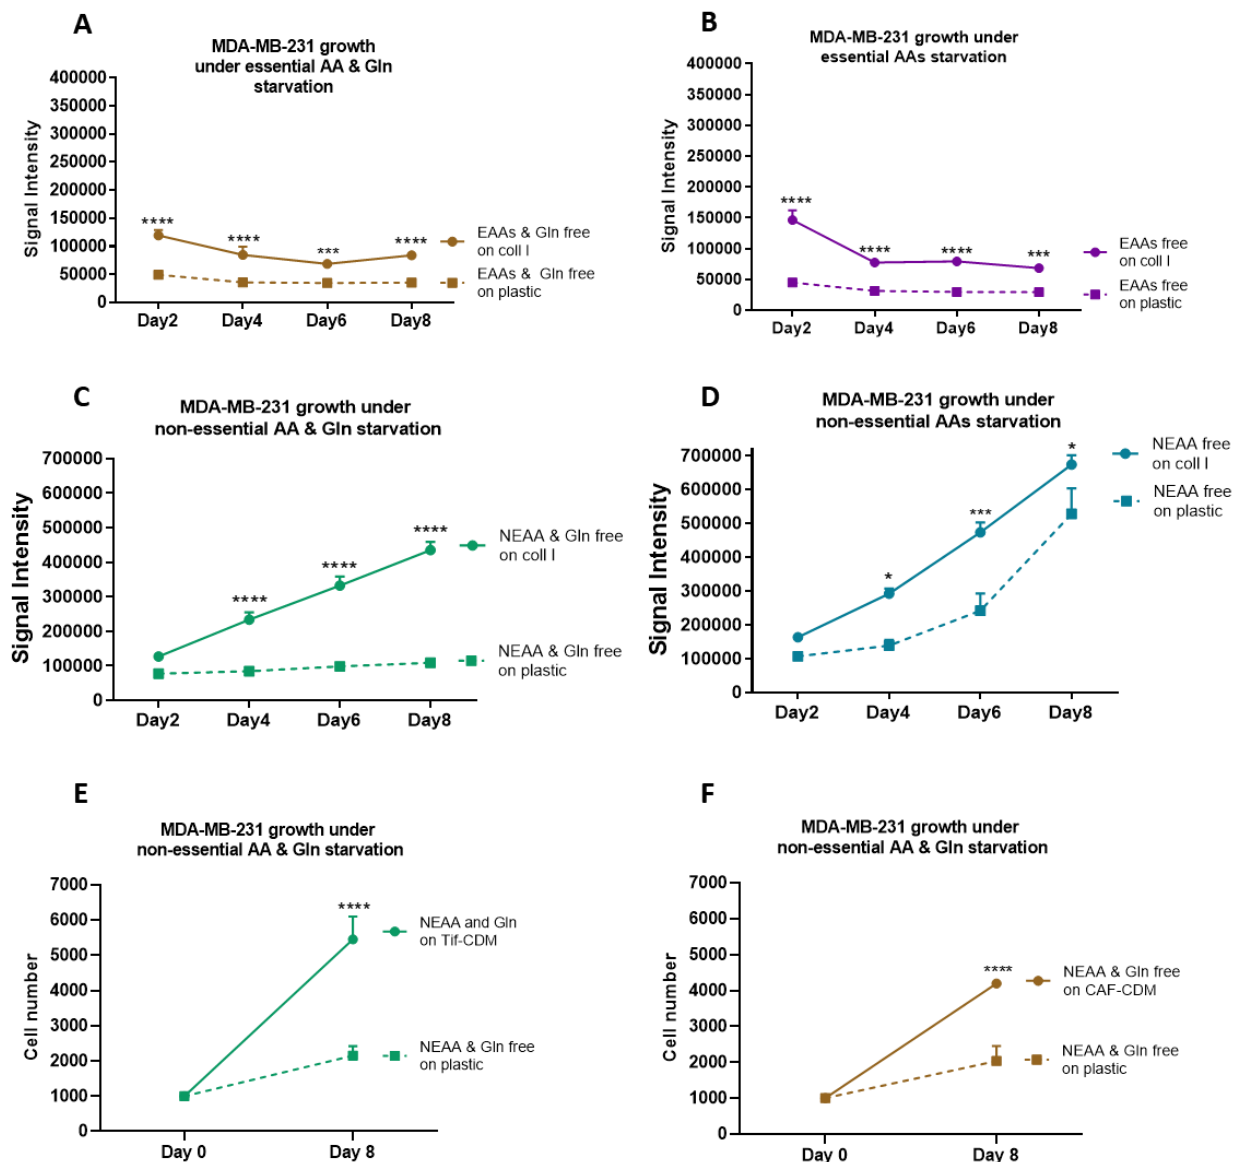 A
MDA-MB-231 growth
under essential AA & Gln
starvation
Signal Intensity
400000
350000
300000
250000
200000
150000
100000
50000
0
****
****
***
****
Day2 Day4 Day6 Day8
EAAs & Gln free
on coll I
EAAs & Gln free
on plastic
B
MDA-MB-231 growth under
essential AAs starvation
Signal Intensity
400000
350000
300000
250000
200000
150000
100000
50000
0
****
****
****
***
Day2 Day4 Day6 Day8
EAAs free
on coll I
EAAs free
on plastic
C
MDA-MB-231 growth under
non-essential AA & Gln starvation
Signal Intensity
700000
600000
500000
400000
300000
200000
100000
0
****
****
****
Day2 Day4 Day6 Day8
NEAA & Gln free
on coll I
NEAA & Gln free
on plastic
D
MDA-MB-231 growth under
non-essential AAs starvation
Signal Intensity
700000
600000
500000
400000
300000
200000
100000
0
*
***
*
Day2 Day4 Day6 Day8
NEAA free
on coll I
NEAA free
on plastic
E
MDA-MB-231 growth under
non-essential AA & Gln starvation
Cell number
7000
6000
5000
4000
3000
2000
1000
0
****
Day 0 Day 8
NEAA and Gln
on Tif-CDM
NEAA & Gln free
on plastic
F
MDA-MB-231 growth under
non-essential AA & Gln starvation
Cell number
7000
6000
5000
4000
3000
2000
1000
0
****
Day 0 Day 8
NEAA & Gln free
on CAF-CDM
NEAA & Gln free
on plastic